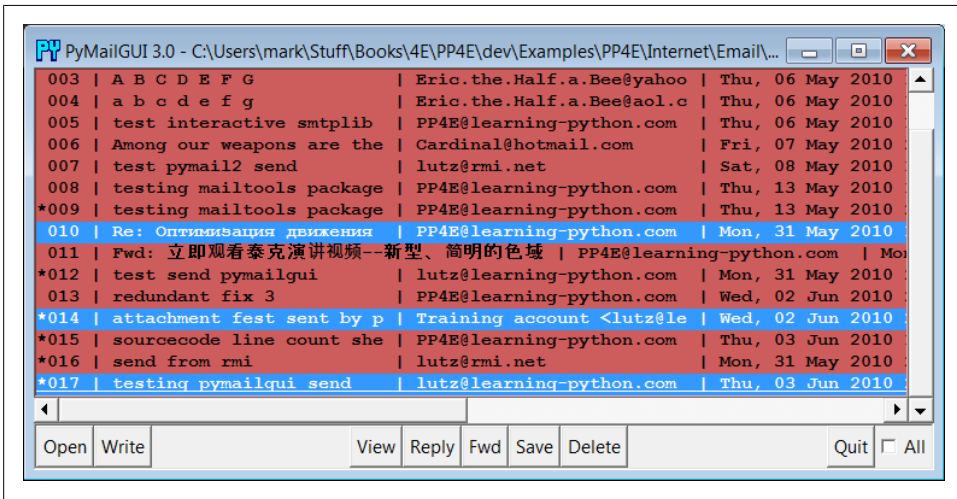 PyMailGUI 3.0 - C:\Users\mark\Stuff\Books\4E\PP4E\dev\Examples\PP4E\Internet\Email\...
003 | A B C D E F G | Eric.the.Half.a.Bee@yahoo | Thu, 06 May 2010
004 | a b c d e f g | Eric.the.Half.a.Bee@aol.c | Thu, 06 May 2010
005 | test interactive smtplib | PP4E@learning-python.com | Thu, 06 May 2010
006 | Among our weapons are the | Cardinal@hotmail.com | Fri, 07 May 2010
007 | test pymail2 send | lutz@rmi.net | Sat, 08 May 2010
008 | testing mailtools package | PP4E@learning-python.com | Thu, 13 May 2010
*009 | testing mailtools package | PP4E@learning-python.com | Thu, 13 May 2010
010 | Re: Оптимизация движения | PP4E@learning-python.com | Mon, 31 May 2010
011 | Fwd: 立即观看泰克演讲视频--新型、简明的色域 | PP4E@learning-python.com | Mo
*012 | test send pymailgui | lutz@learning-python.com | Mon, 31 May 2010
013 | redundant fix 3 | PP4E@learning-python.com | Wed, 02 Jun 2010
*014 | attachment fest sent by p | Training account <lutz@le | Wed, 02 Jun 2010
*015 | sourcecode line count she | PP4E@learning-python.com | Thu, 03 Jun 2010
*016 | send from rmi | lutz@rmi.net | Mon, 31 May 2010
*017 | testing pymailgui send | lutz@learning-python.com | Thu, 03 Jun 2010
Open Write View Reply Fwd Save Delete Quit All